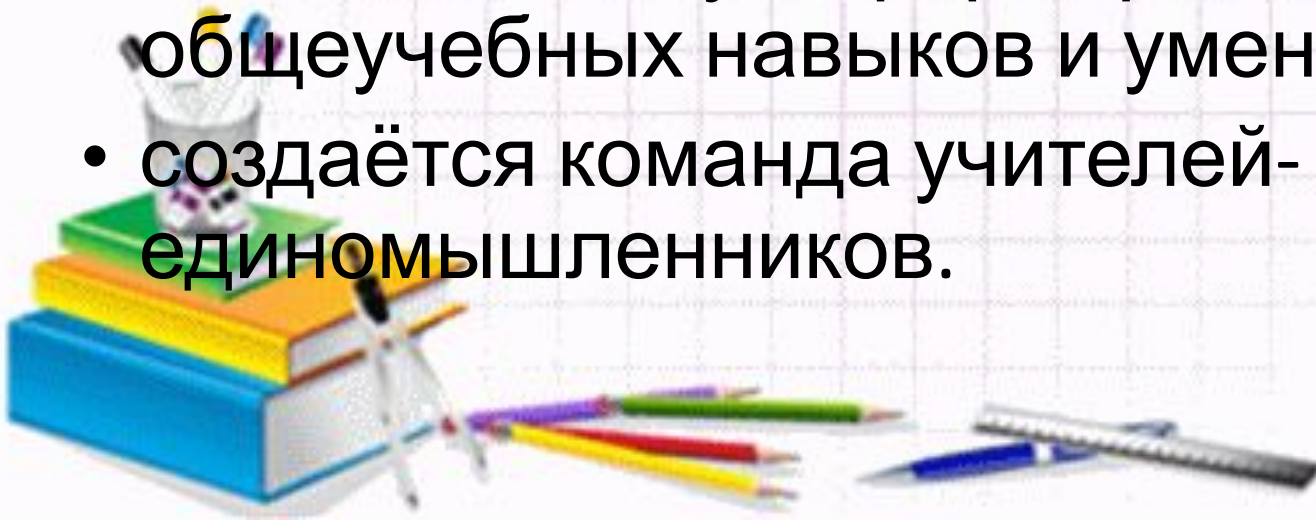 общеучебных навыков и умен
• создаётся команда учителей-
единомышленников.